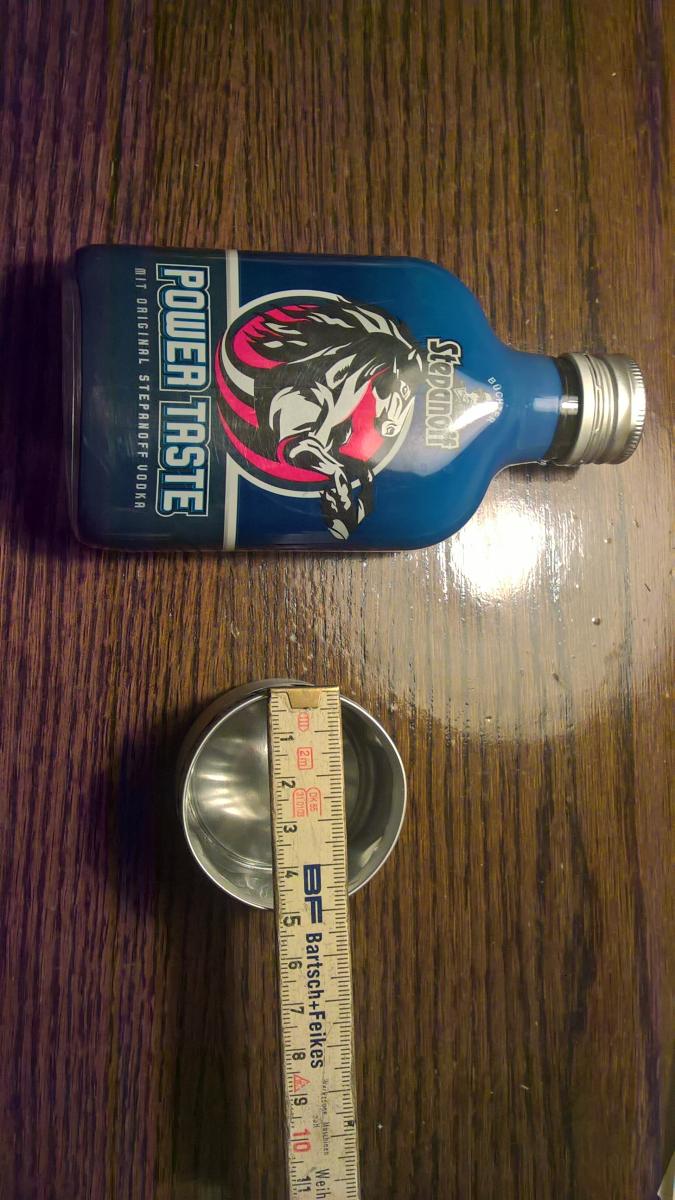 Stepanoff
POWER TASTE
MIT ORIGINAL STEPANOFF VODKA
2m
BF Bartsch+Feikes
1 2 3 4 5 6 7 8 9 10 11